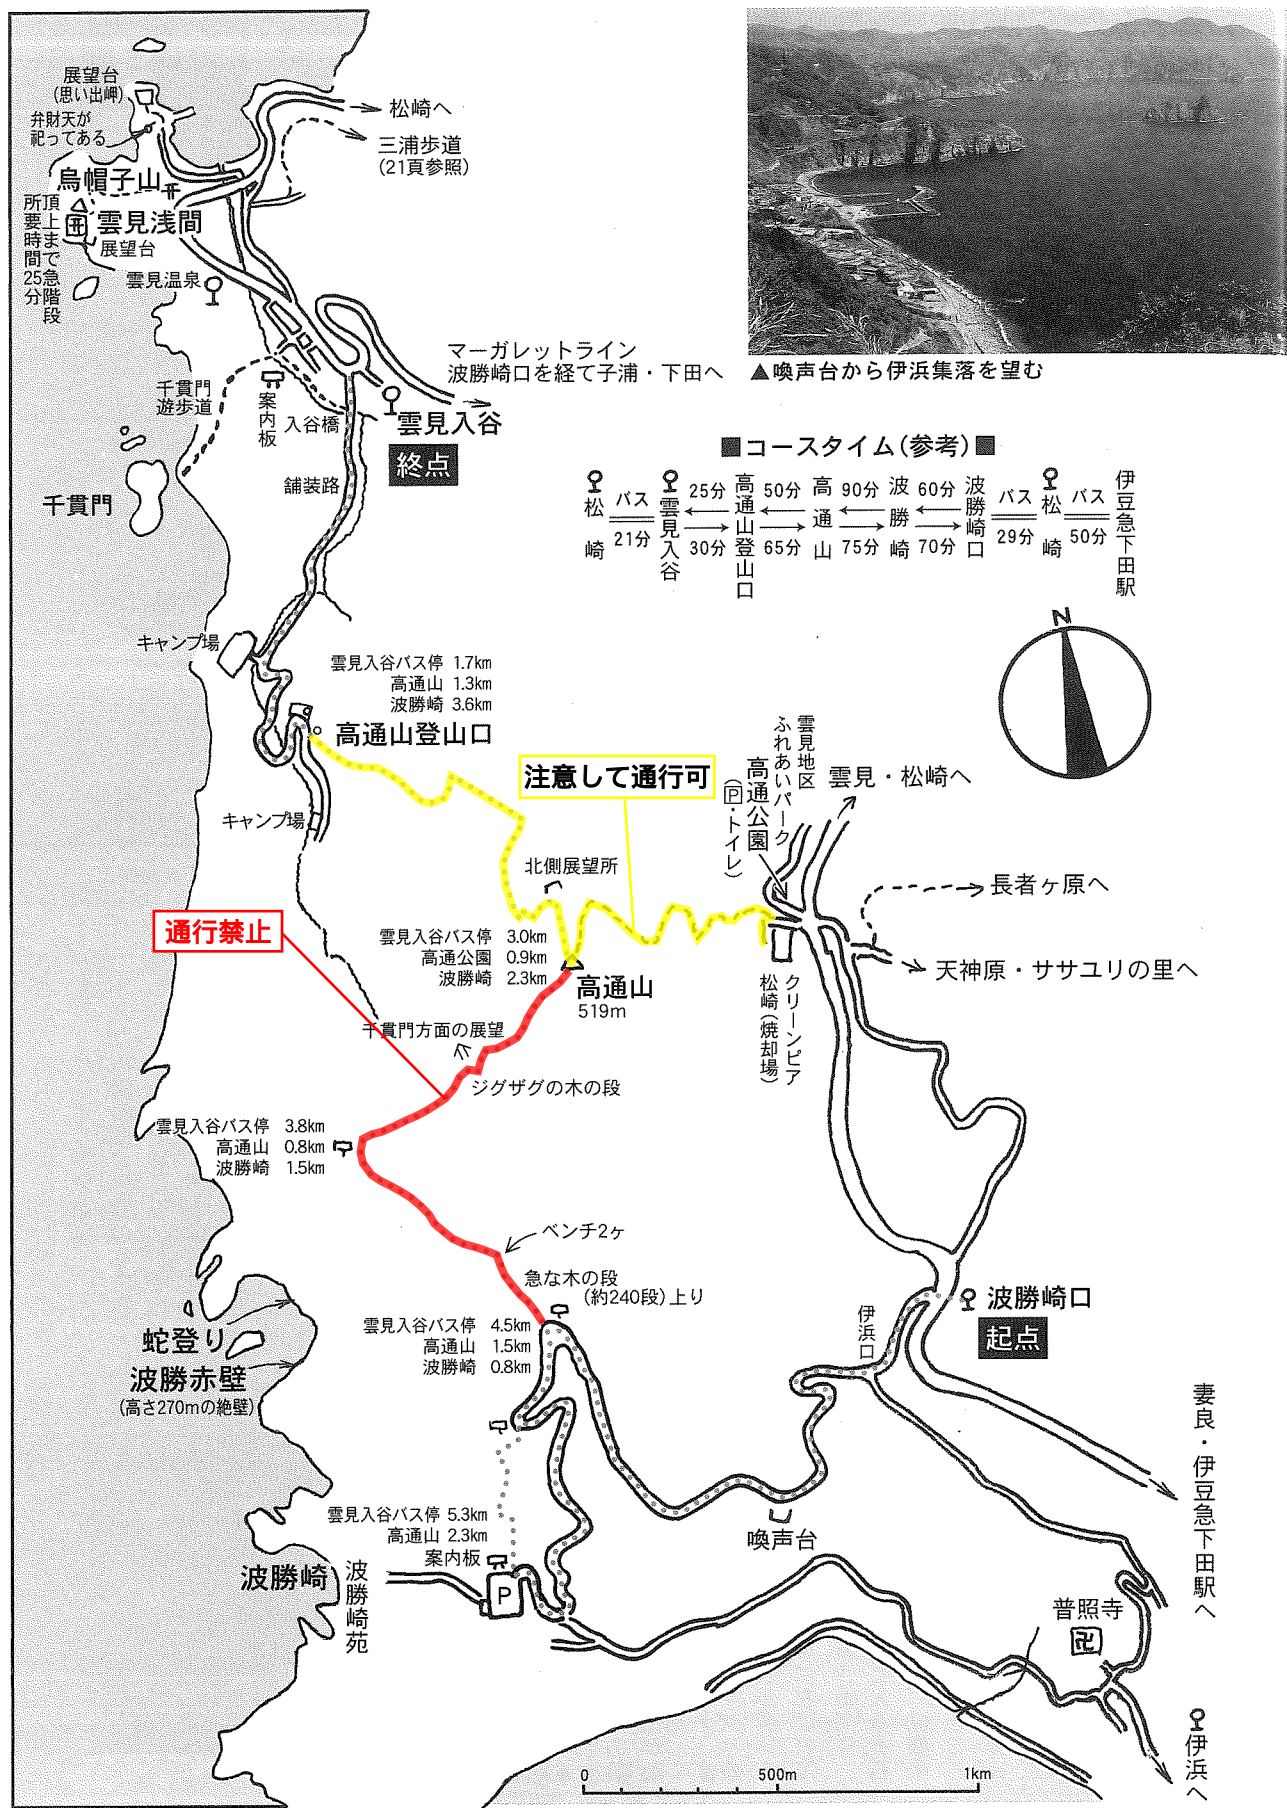 展望台
(思い出岬)
弁財天が
祀ってある
松崎へ
三浦歩道
(21頁参照)
烏帽子山
雲見浅間
展望台
頂上まで急階段
所要時間25分
雲見温泉
マーガレットライン
波勝崎口を経て子浦・下田へ
▲喚声台から伊浜集落を望む
千貫門
遊歩道
案内板
入谷橋
雲見入谷
終点
舗装路
千貫門
■コースタイム(参考)■
松崎
バス
21分
雲見入谷
25分
30分
高通山登山口
50分
65分
高通山
90分
75分
波勝崎
60分
70分
波勝崎口
バス
29分
松崎
バス
50分
伊豆急下田駅
N
キャンプ場
雲見入谷バス停 1.7km
高通山 1.3km
波勝崎 3.6km
高通山登山口
注意して通行可
雲見地区
ふれあいパーク
高通公園
(P・トイレ)
雲見・松崎へ
キャンプ場
北側展望所
長者ヶ原へ
通行禁止
雲見入谷バス停 3.0km
高通公園 0.9km
波勝崎 2.3km
高通山
519m
天神原・ササユリの里へ
クリーンピア
松崎(焼却場)
千貫門方面の展望
ジグザグの木の段
雲見入谷バス停 3.8km
高通山 0.8km
波勝崎 1.5km
ベンチ2ヶ
急な木の段
(約240段)上り
波勝崎口
起点
伊浜口
雲見入谷バス停 4.5km
高通山 1.5km
波勝崎 0.8km
蛇登り
波勝赤壁
(高さ270mの絶壁)
妻良・伊豆急下田駅へ
雲見入谷バス停 5.3km
高通山 2.3km
案内板
喚声台
波勝崎
波勝崎苑
P
普照寺
卍
伊浜へ
0
500m
1km